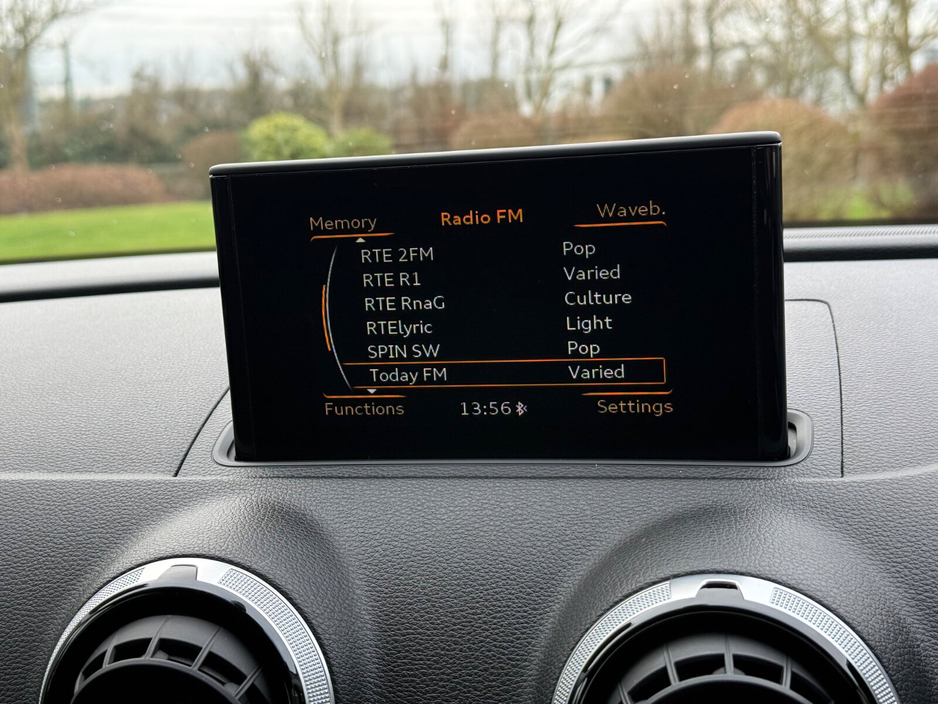 Memory Radio FM Waveb.
RTE 2FM Pop
RTE R1 Varied
RTE RnaG Culture
RTElyric Light
SPIN SW Pop
Today FM Varied
Functions 13:56 Settings